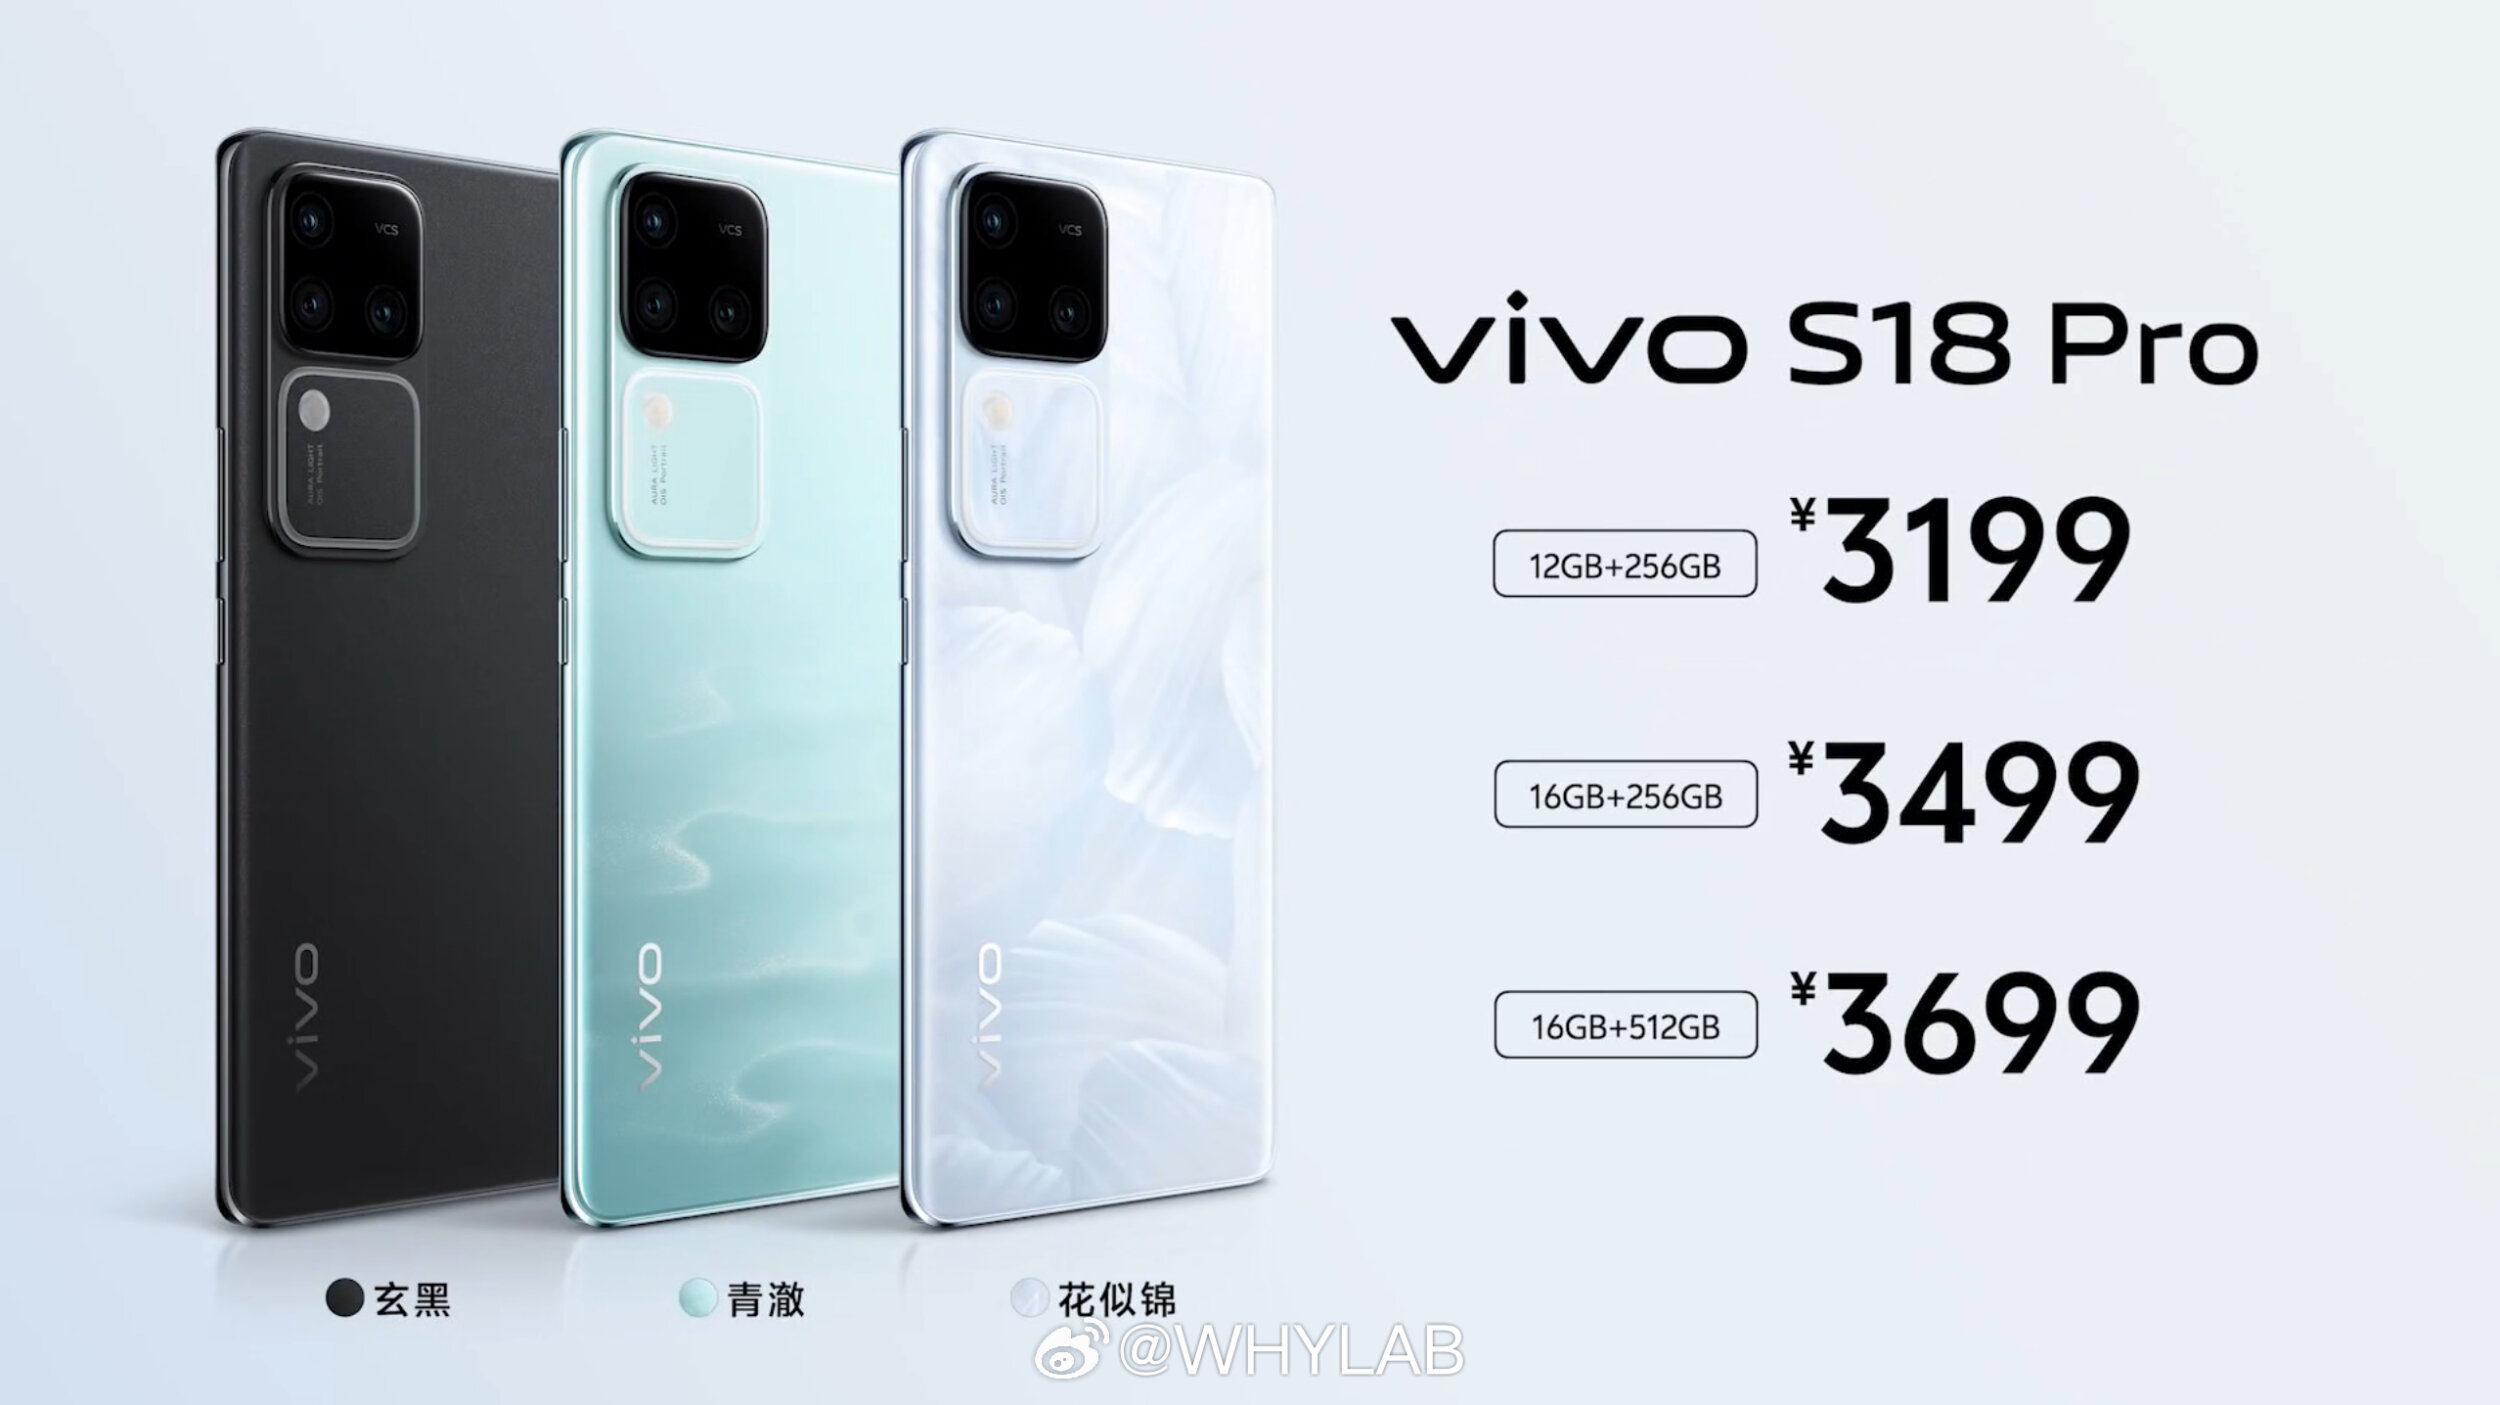 VCS
AURA LIGHT
OIS Portrait
vivo
VCS
AURA LIGHT
OIS Portrait
vivo
VCS
AURA LIGHT
OIS Portrait
vivo
vivo S18 Pro
12GB+256GB ¥3199
16GB+256GB ¥3499
16GB+512GB ¥3699
玄黑
青澈
花似锦
@WHYLAB